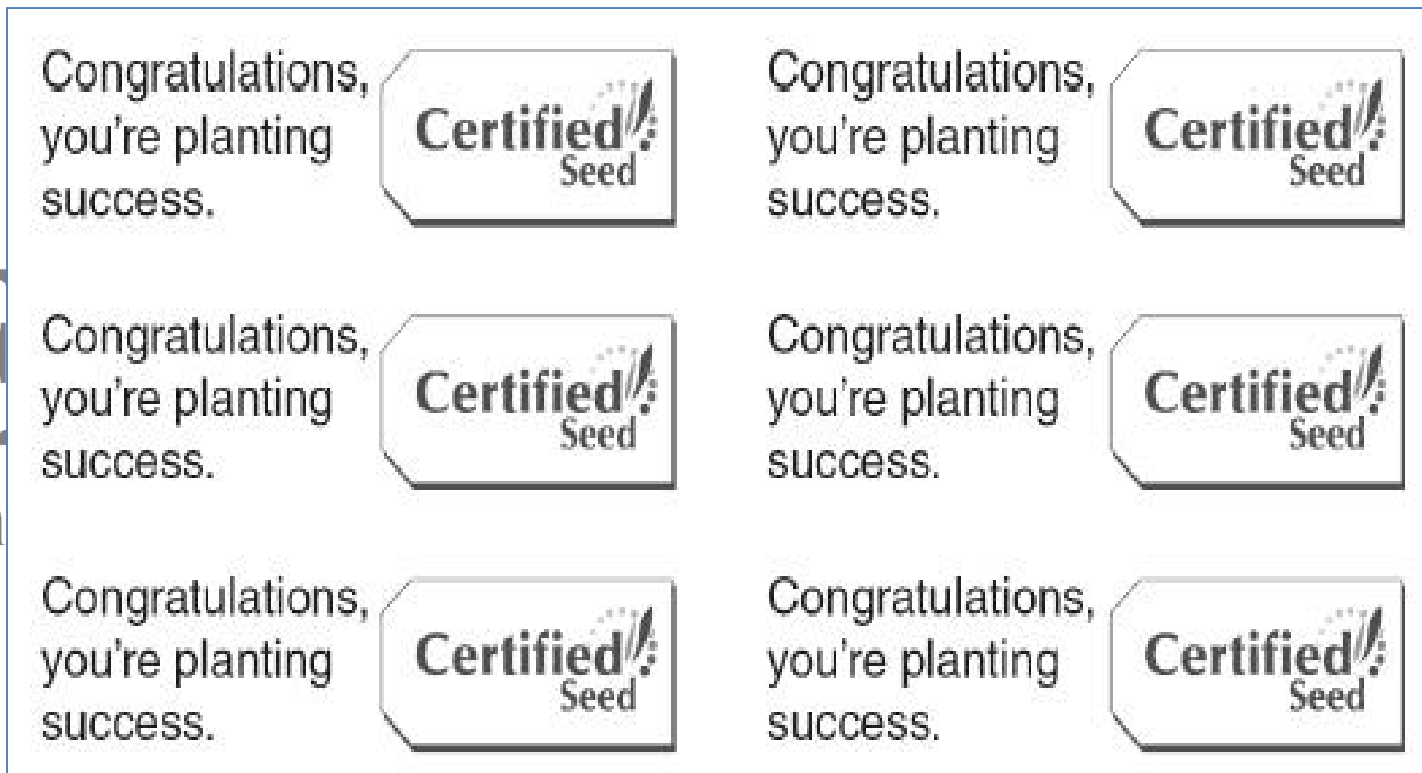 Congratulations,
you're planting
success.
Certified
Seed
Congratulations,
you're planting
success.
Certified
Seed
Congratulations,
you're planting
success.
Certified
Seed
Congratulations,
you're planting
success.
Certified
Seed
Congratulations,
you're planting
success.
Certified
Seed
Congratulations,
you're planting
success.
Certified
Seed